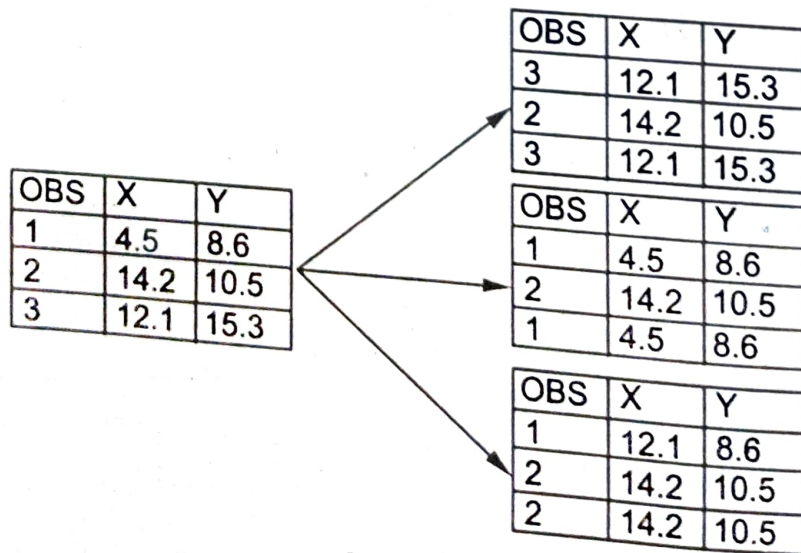 OBS X Y
1 4.5 8.6
2 14.2 10.5
3 12.1 15.3
OBS X Y
3 12.1 15.3
2 14.2 10.5
3 12.1 15.3
OBS X Y
1 4.5 8.6
2 14.2 10.5
1 4.5 8.6
OBS X Y
1 12.1 8.6
2 14.2 10.5
2 14.2 10.5